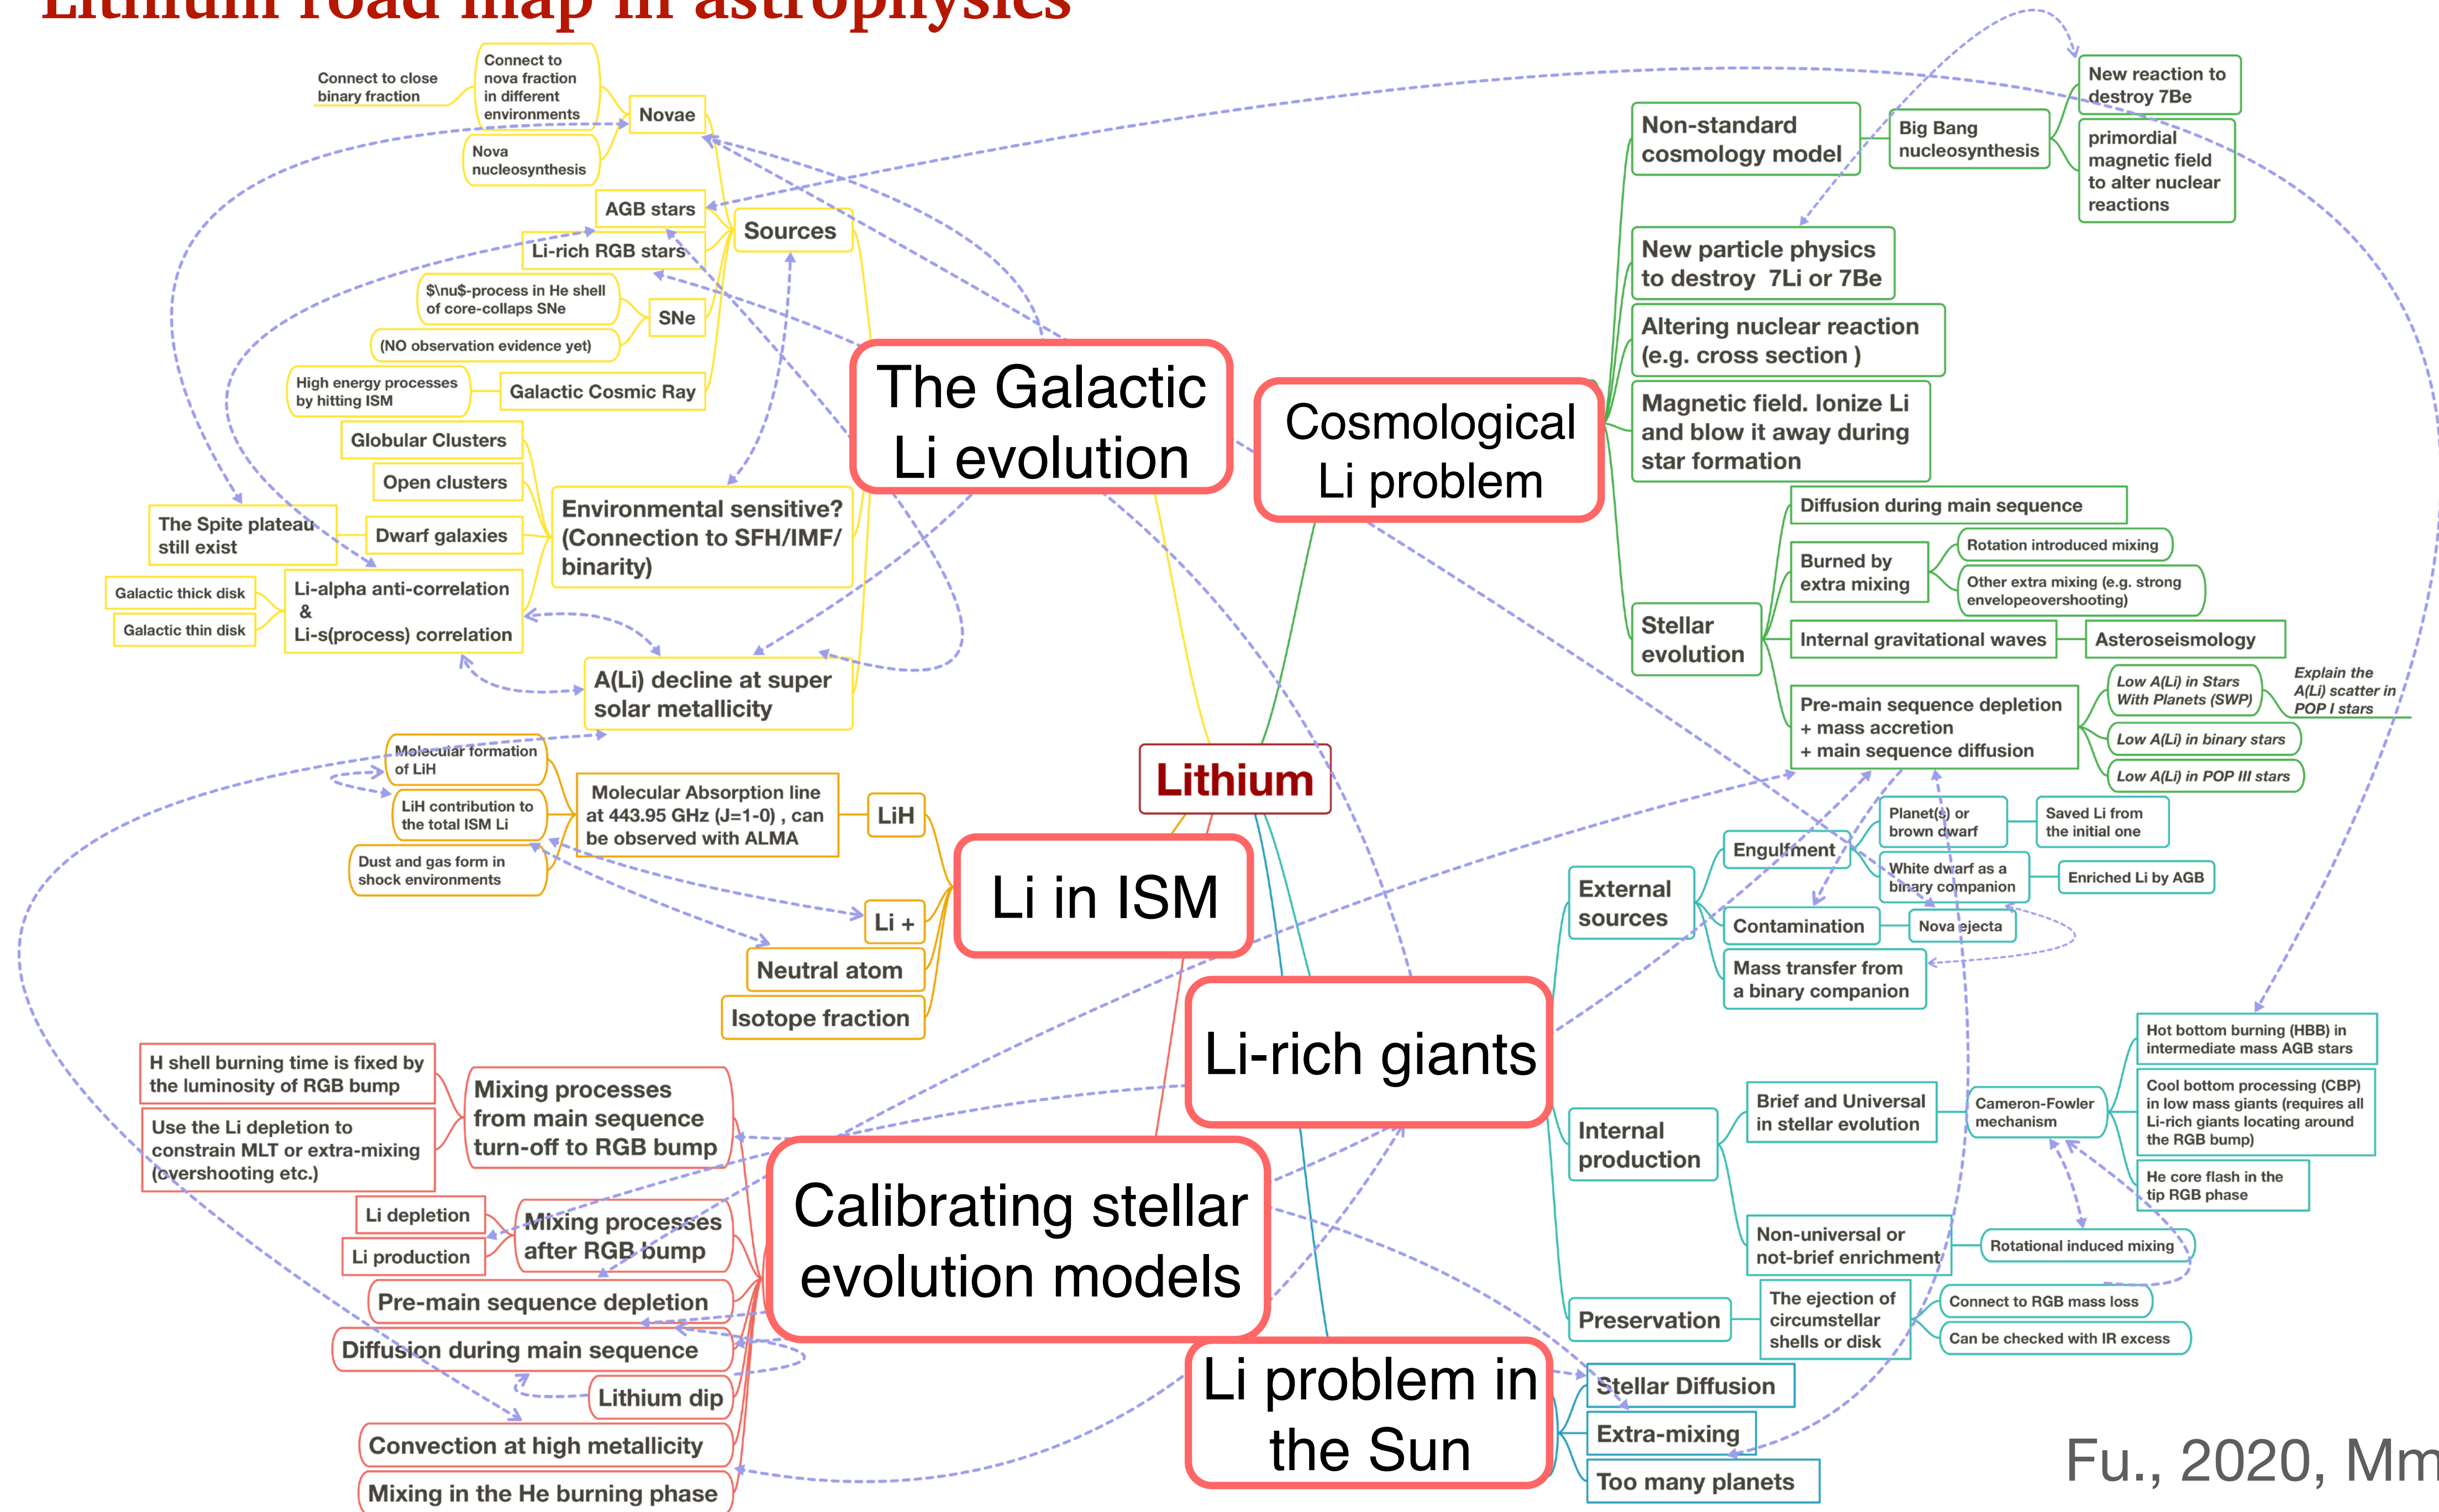 Lithium road map in astrophysics
Connect to close
binary fraction
Connect to
nova fraction
in different
environments
Novae
Nova
nucleosynthesis
AGB stars
Li-rich RGB stars
Sources
$\nu$-process in He shell
of core-collaps SNe
SNe
(NO observation evidence yet)
High energy processes
by hitting ISM
Galactic Cosmic Ray
Globular Clusters
Open clusters
The Spite plateau
still exist
Dwarf galaxies
Environmental sensitive?
(Connection to SFH/IMF/
binarity)
Galactic thick disk
Galactic thin disk
Li-alpha anti-correlation
&
Li-s(process) correlation
A(Li) decline at super
solar metallicity
The Galactic
Li evolution
Cosmological
Li problem
Non-standard
cosmology model
Big Bang
nucleosynthesis
New reaction to
destroy 7Be
primordial
magnetic field
to alter nuclear
reactions
New particle physics
to destroy 7Li or 7Be
Altering nuclear reaction
(e.g. cross section )
Magnetic field. Ionize Li
and blow it away during
star formation
Stellar
evolution
Diffusion during main sequence
Burned by
extra mixing
Rotation introduced mixing
Other extra mixing (e.g. strong
envelopeovershooting)
Internal gravitational waves
Asteroseismology
Pre-main sequence depletion
+ mass accretion
+ main sequence diffusion
Low A(Li) in Stars
With Planets (SWP)
Explain the
A(Li) scatter in
POP I stars
Low A(Li) in binary stars
Low A(Li) in POP III stars
Lithium
Molecular formation
of LiH
LiH contribution to
the total ISM Li
Dust and gas form in
shock environments
Molecular Absorption line
at 443.95 GHz (J=1-0) , can
be observed with ALMA
LiH
Li +
Neutral atom
Isotope fraction
Li in ISM
Li-rich giants
External
sources
Engulfment
Planet(s) or
brown dwarf
Saved Li from
the initial one
White dwarf as a
binary companion
Enriched Li by AGB
Contamination
Nova ejecta
Mass transfer from
a binary companion
Internal
production
Brief and Universal
in stellar evolution
Cameron-Fowler
mechanism
Hot bottom burning (HBB) in
intermediate mass AGB stars
Cool bottom processing (CBP)
in low mass giants (requires all
Li-rich giants locating around
the RGB bump)
He core flash in the
tip RGB phase
Non-universal or
not-brief enrichment
Rotational induced mixing
Preservation
The ejection of
circumstellar
shells or disk
Connect to RGB mass loss
Can be checked with IR excess
H shell burning time is fixed by
the luminosity of RGB bump
Use the Li depletion to
constrain MLT or extra-mixing
(overshooting etc.)
Mixing processes
from main sequence
turn-off to RGB bump
Li depletion
Li production
Mixing processes
after RGB bump
Pre-main sequence depletion
Diffusion during main sequence
Lithium dip
Convection at high metallicity
Mixing in the He burning phase
Calibrating stellar
evolution models
Li problem in
the Sun
Stellar Diffusion
Extra-mixing
Too many planets
Fu., 2020, Mm